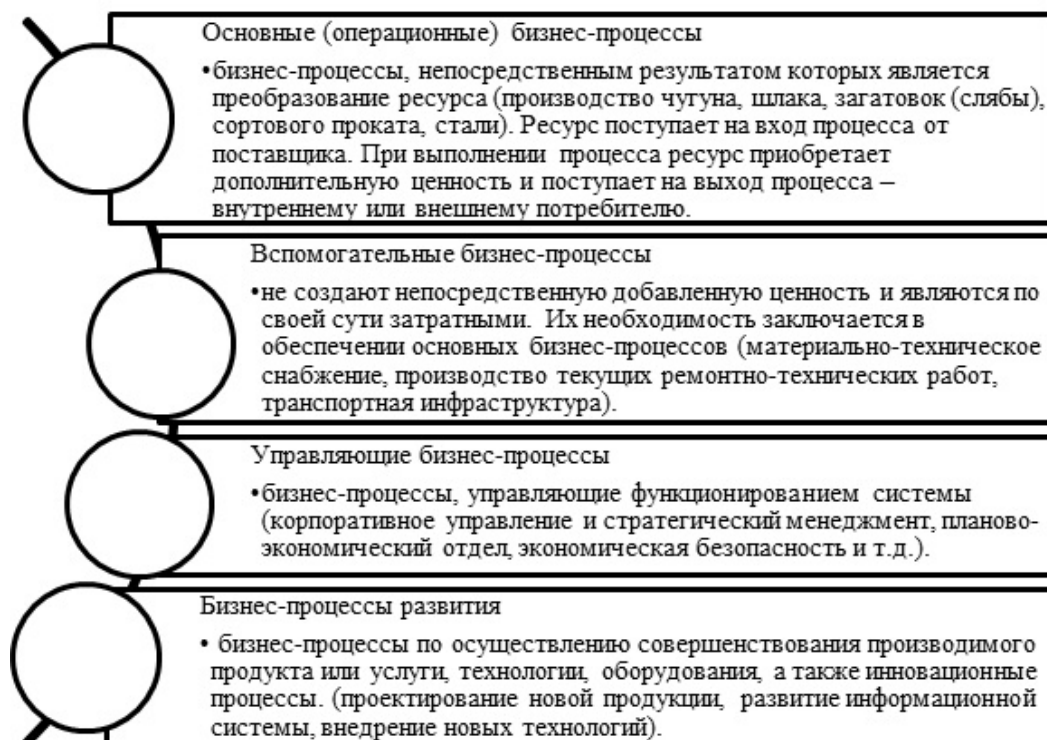 Основные (операционные) бизнес-процессы
•бизнес-процессы, непосредственным результатом которых является
преобразование ресурса (производство чугуна, шлака, загатовок (слябы),
сортового проката, стали). Ресурс поступает на вход процесса от
поставщика. При выполнении процесса ресурс приобретает
дополнительную ценность и поступает на выход процесса –
внутреннему или внешнему потребителю.
Вспомогательные бизнес-процессы
•не создают непосредственную добавленную ценность и являются по
своей сути затратными. Их необходимость заключается в
обеспечении основных бизнес-процессов (материально-техническое
снабжение, производство текущих ремонтно-технических работ,
транспортная инфраструктура).
Управляющие бизнес-процессы
•бизнес-процессы, управляющие функционированием системы
(корпоративное управление и стратегический менеджмент, планово-
экономический отдел, экономическая безопасность и т.д.).
Бизнес-процессы развития
• бизнес-процессы по осуществлению совершенствования производимого
продукта или услуги, технологии, оборудования, а также инновационные
процессы. (проектирование новой продукции, развитие информационной
системы, внедрение новых технологий).